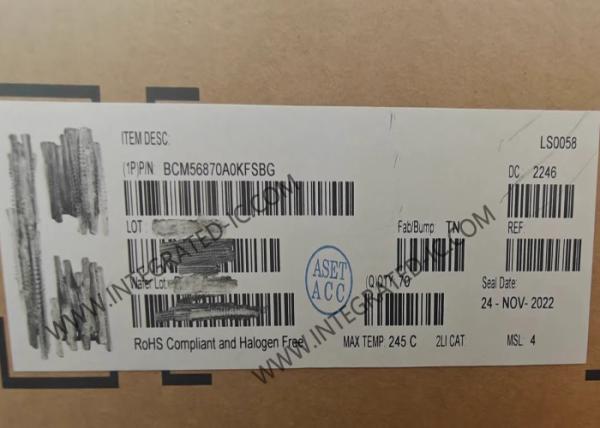 ITEM DESC:
LS0058
(1P)P/N: BCM56870A0KFSBG
DC: 2246
LOT:
Fab/Bump: TN
REF:
Wafer Lot:
ASET
ACC
(Q)QTY: 70
Seal Date:
24 - NOV- 2022
RoHS Compliant and Halogen Free
MAX TEMP: 245 C
2LI CAT:
MSL: 4
WWW.INTEGRATED-IC.COM
WWW.INTEGRATED-IC.COM